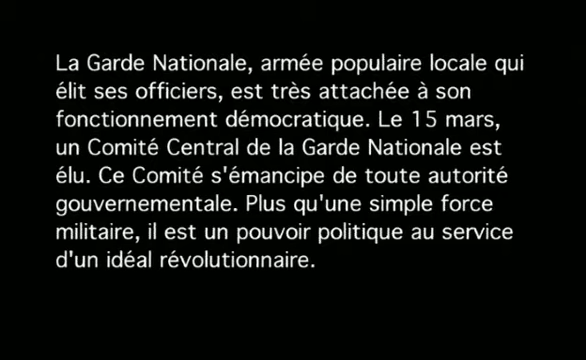 La Garde Nationale, armée populaire locale qui
élit ses officiers, est très attachée à son
fonctionnement démocratique. Le 15 mars,
un Comité Central de la Garde Nationale est
élu. Ce Comité s'émancipe de toute autorité
gouvernementale. Plus qu'une simple force
militaire, il est un pouvoir politique au service
d'un idéal révolutionnaire.